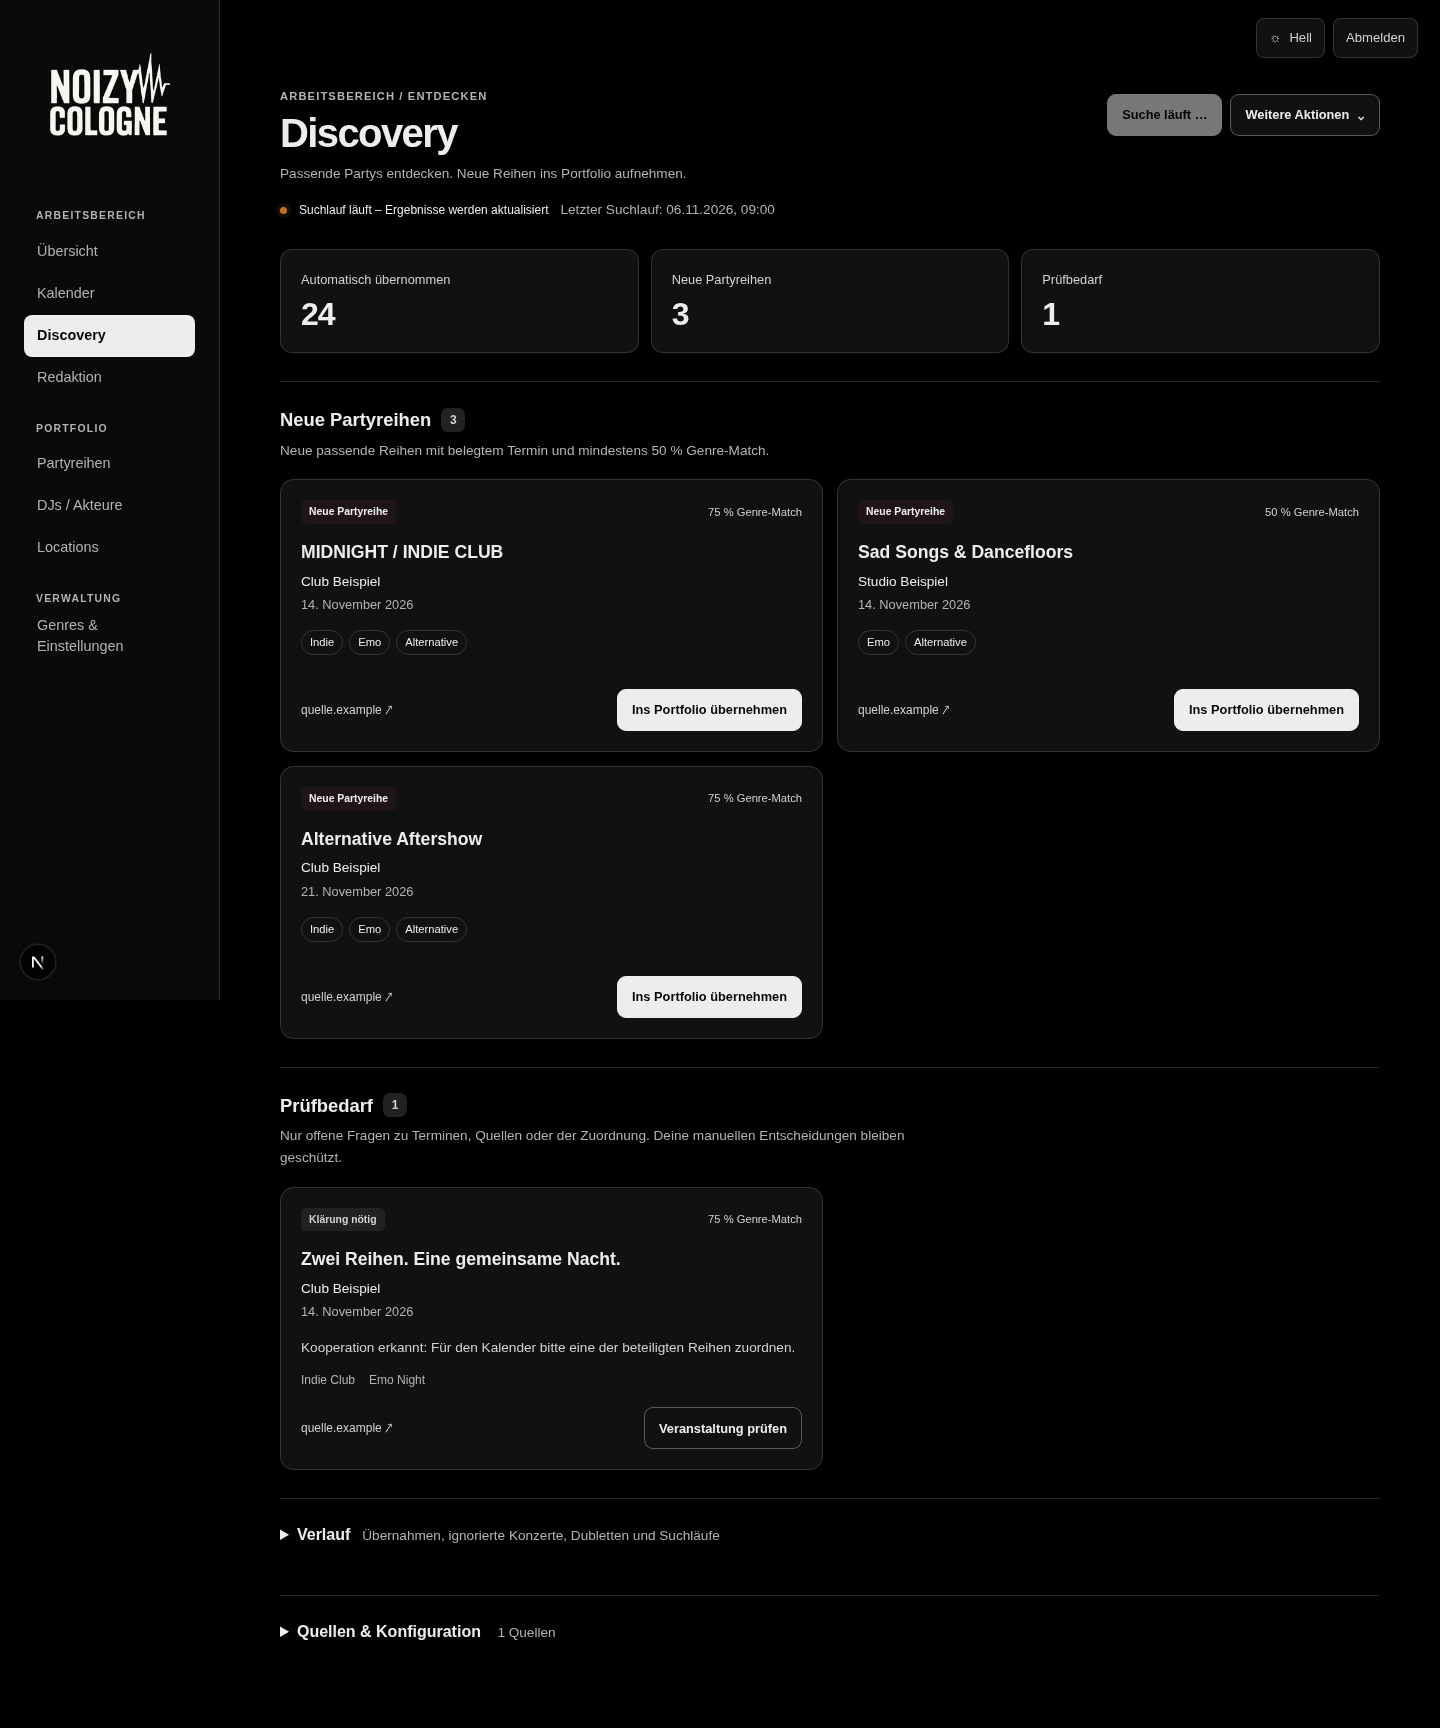 ☼ Hell
Abmelden
NOIZY
COLOGNE
ARBEITSBEREICH
Übersicht
Kalender
Discovery
Redaktion
PORTFOLIO
Partyreihen
DJs / Akteure
Locations
VERWALTUNG
Genres &
Einstellungen
N
ARBEITSBEREICH / ENTDECKEN
Discovery
Passende Partys entdecken. Neue Reihen ins Portfolio aufnehmen.
Suche läuft …
Weitere Aktionen ⌄
Suchlauf läuft – Ergebnisse werden aktualisiert Letzter Suchlauf: 06.11.2026, 09:00
Automatisch übernommen
24
Neue Partyreihen
3
Prüfbedarf
1
Neue Partyreihen 3
Neue passende Reihen mit belegtem Termin und mindestens 50 % Genre-Match.
Neue Partyreihe 75 % Genre-Match
MIDNIGHT / INDIE CLUB
Club Beispiel
14. November 2026
Indie Emo Alternative
quelle.example ↗ Ins Portfolio übernehmen
Neue Partyreihe 50 % Genre-Match
Sad Songs & Dancefloors
Studio Beispiel
14. November 2026
Emo Alternative
quelle.example ↗ Ins Portfolio übernehmen
Neue Partyreihe 75 % Genre-Match
Alternative Aftershow
Club Beispiel
21. November 2026
Indie Emo Alternative
quelle.example ↗ Ins Portfolio übernehmen
Prüfbedarf 1
Nur offene Fragen zu Terminen, Quellen oder der Zuordnung. Deine manuellen Entscheidungen bleiben
geschützt.
Klärung nötig 75 % Genre-Match
Zwei Reihen. Eine gemeinsame Nacht.
Club Beispiel
14. November 2026
Kooperation erkannt: Für den Kalender bitte eine der beteiligten Reihen zuordnen.
Indie Club Emo Night
quelle.example ↗ Veranstaltung prüfen
▶ Verlauf Übernahmen, ignorierte Konzerte, Dubletten und Suchläufe
▶ Quellen & Konfiguration 1 Quellen